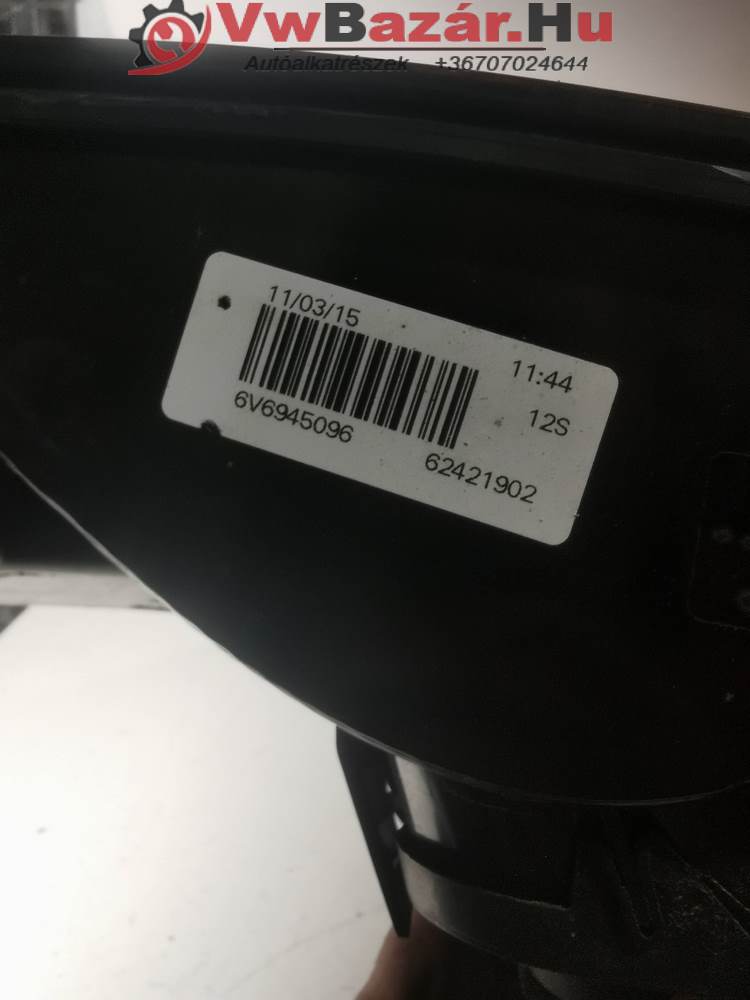 VwBazár.Hu
Autóalkatrészek +36707024644
11/03/15
11:44
12S
6V6945096
62421902